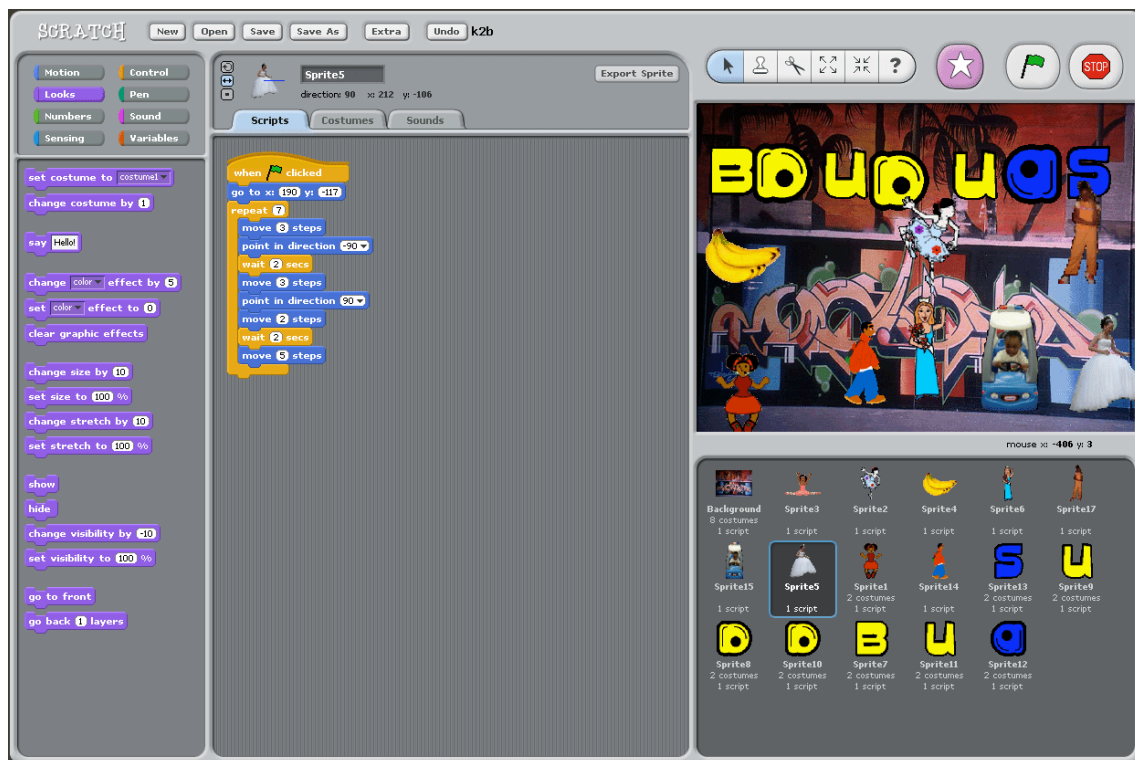 SCRATCH New Open Save Save As Extra Undo k2b
Motion Control
Looks Pen
Numbers Sound
Sensing Variables
set costume to costume1
change costume by 1
say Hello!
change color effect by 5
set color effect to 0
clear graphic effects
change size by 10
set size to 100 %
change stretch by 10
set stretch to 100 %
show
hide
change visibility by -10
set visibility to 100 %
go to front
go back 1 layers
Sprite5 Export Sprite
direction: 90 x: 212 y: -106
Scripts Costumes Sounds
when clicked
go to x: 190 y: -117
repeat 7
move 3 steps
point in direction -90
wait 2 secs
move 3 steps
point in direction 90
move 2 steps
wait 2 secs
move 5 steps
? STOP
B D U D U a S
mouse x: -406 y: 3
Background Sprite3 Sprite2 Sprite4 Sprite6 Sprite17
8 costumes
1 script 1 script 1 script 1 script 1 script 1 script
Sprite15 Sprite5 Sprite1 Sprite14 Sprite13 Sprite9
2 costumes 2 costumes 2 costumes
1 script 1 script 1 script 1 script 1 script 1 script
S U
D D B U a
Sprite8 Sprite10 Sprite7 Sprite11 Sprite12
2 costumes 2 costumes 2 costumes 2 costumes 2 costumes
1 script 1 script 1 script 1 script 1 script